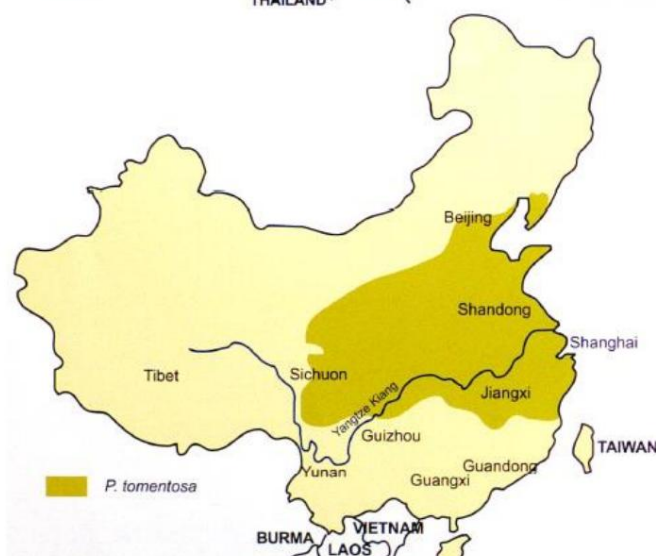 THAILAND
Beijing
Shandong
Shanghai
Tibet
Sichuon
Yangtze Kiang
Jiangxi
Guizhou
TAIWAN
Yunan
Guangxi
Guandong
P. tomentosa
BURMA
VIETNAM
LAOS